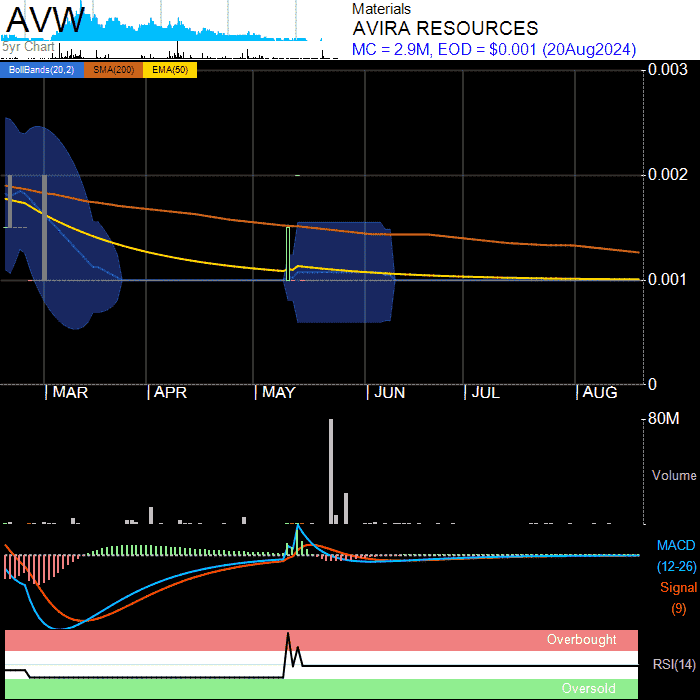 AVW
5yr Chart
Materials
AVIRA RESOURCES
MC = 2.9M, EOD = $0.001 (20Aug2024)
BollBands(20,2) SMA(200) EMA(50)
0.003
0.002
0.001
0
MAR APR MAY JUN JUL AUG
80M
Volume
MACD
(12-26)
Signal
(9)
Overbought
RSI(14)
Oversold